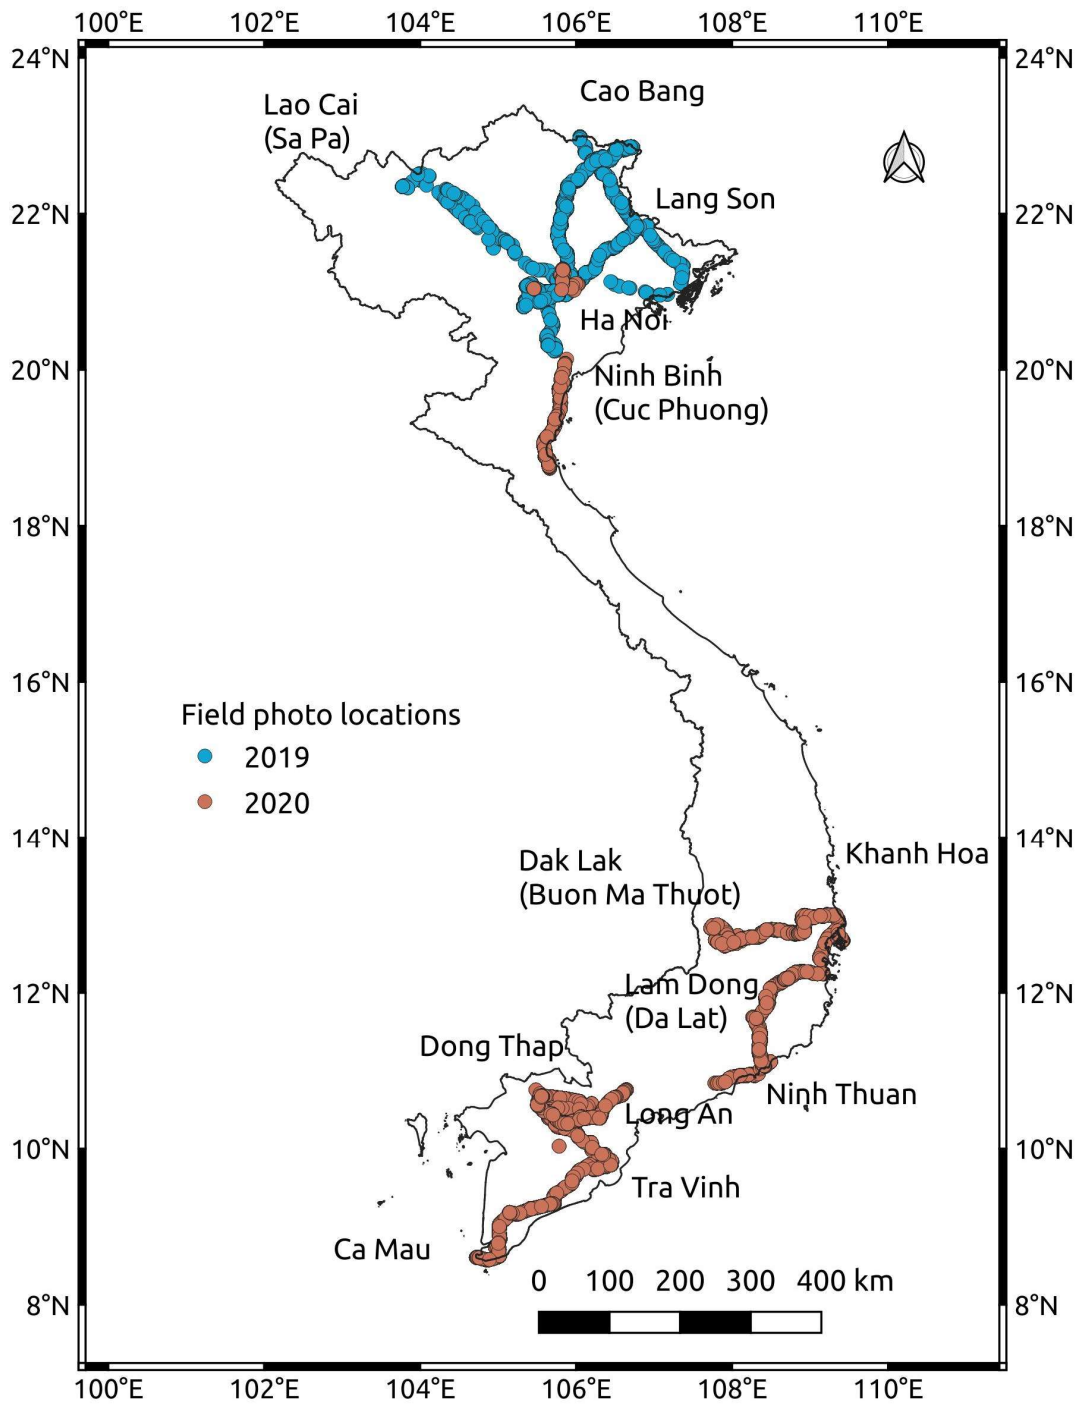 100°E 102°E 104°E 106°E 108°E 110°E
24°N 24°N
Cao Bang
Lao Cai
(Sa Pa)
Lang Son
22°N 22°N
Ha Noi
20°N 20°N
Ninh Binh
(Cuc Phuong)
18°N 18°N
16°N 16°N
Field photo locations
2019
2020
14°N 14°N
Khanh Hoa
Dak Lak
(Buon Ma Thuot)
12°N 12°N
Lam Dong
(Da Lat)
Dong Thap
Ninh Thuan
Long An
10°N 10°N
Tra Vinh
Ca Mau
0 100 200 300 400 km
8°N 8°N
100°E 102°E 104°E 106°E 108°E 110°E